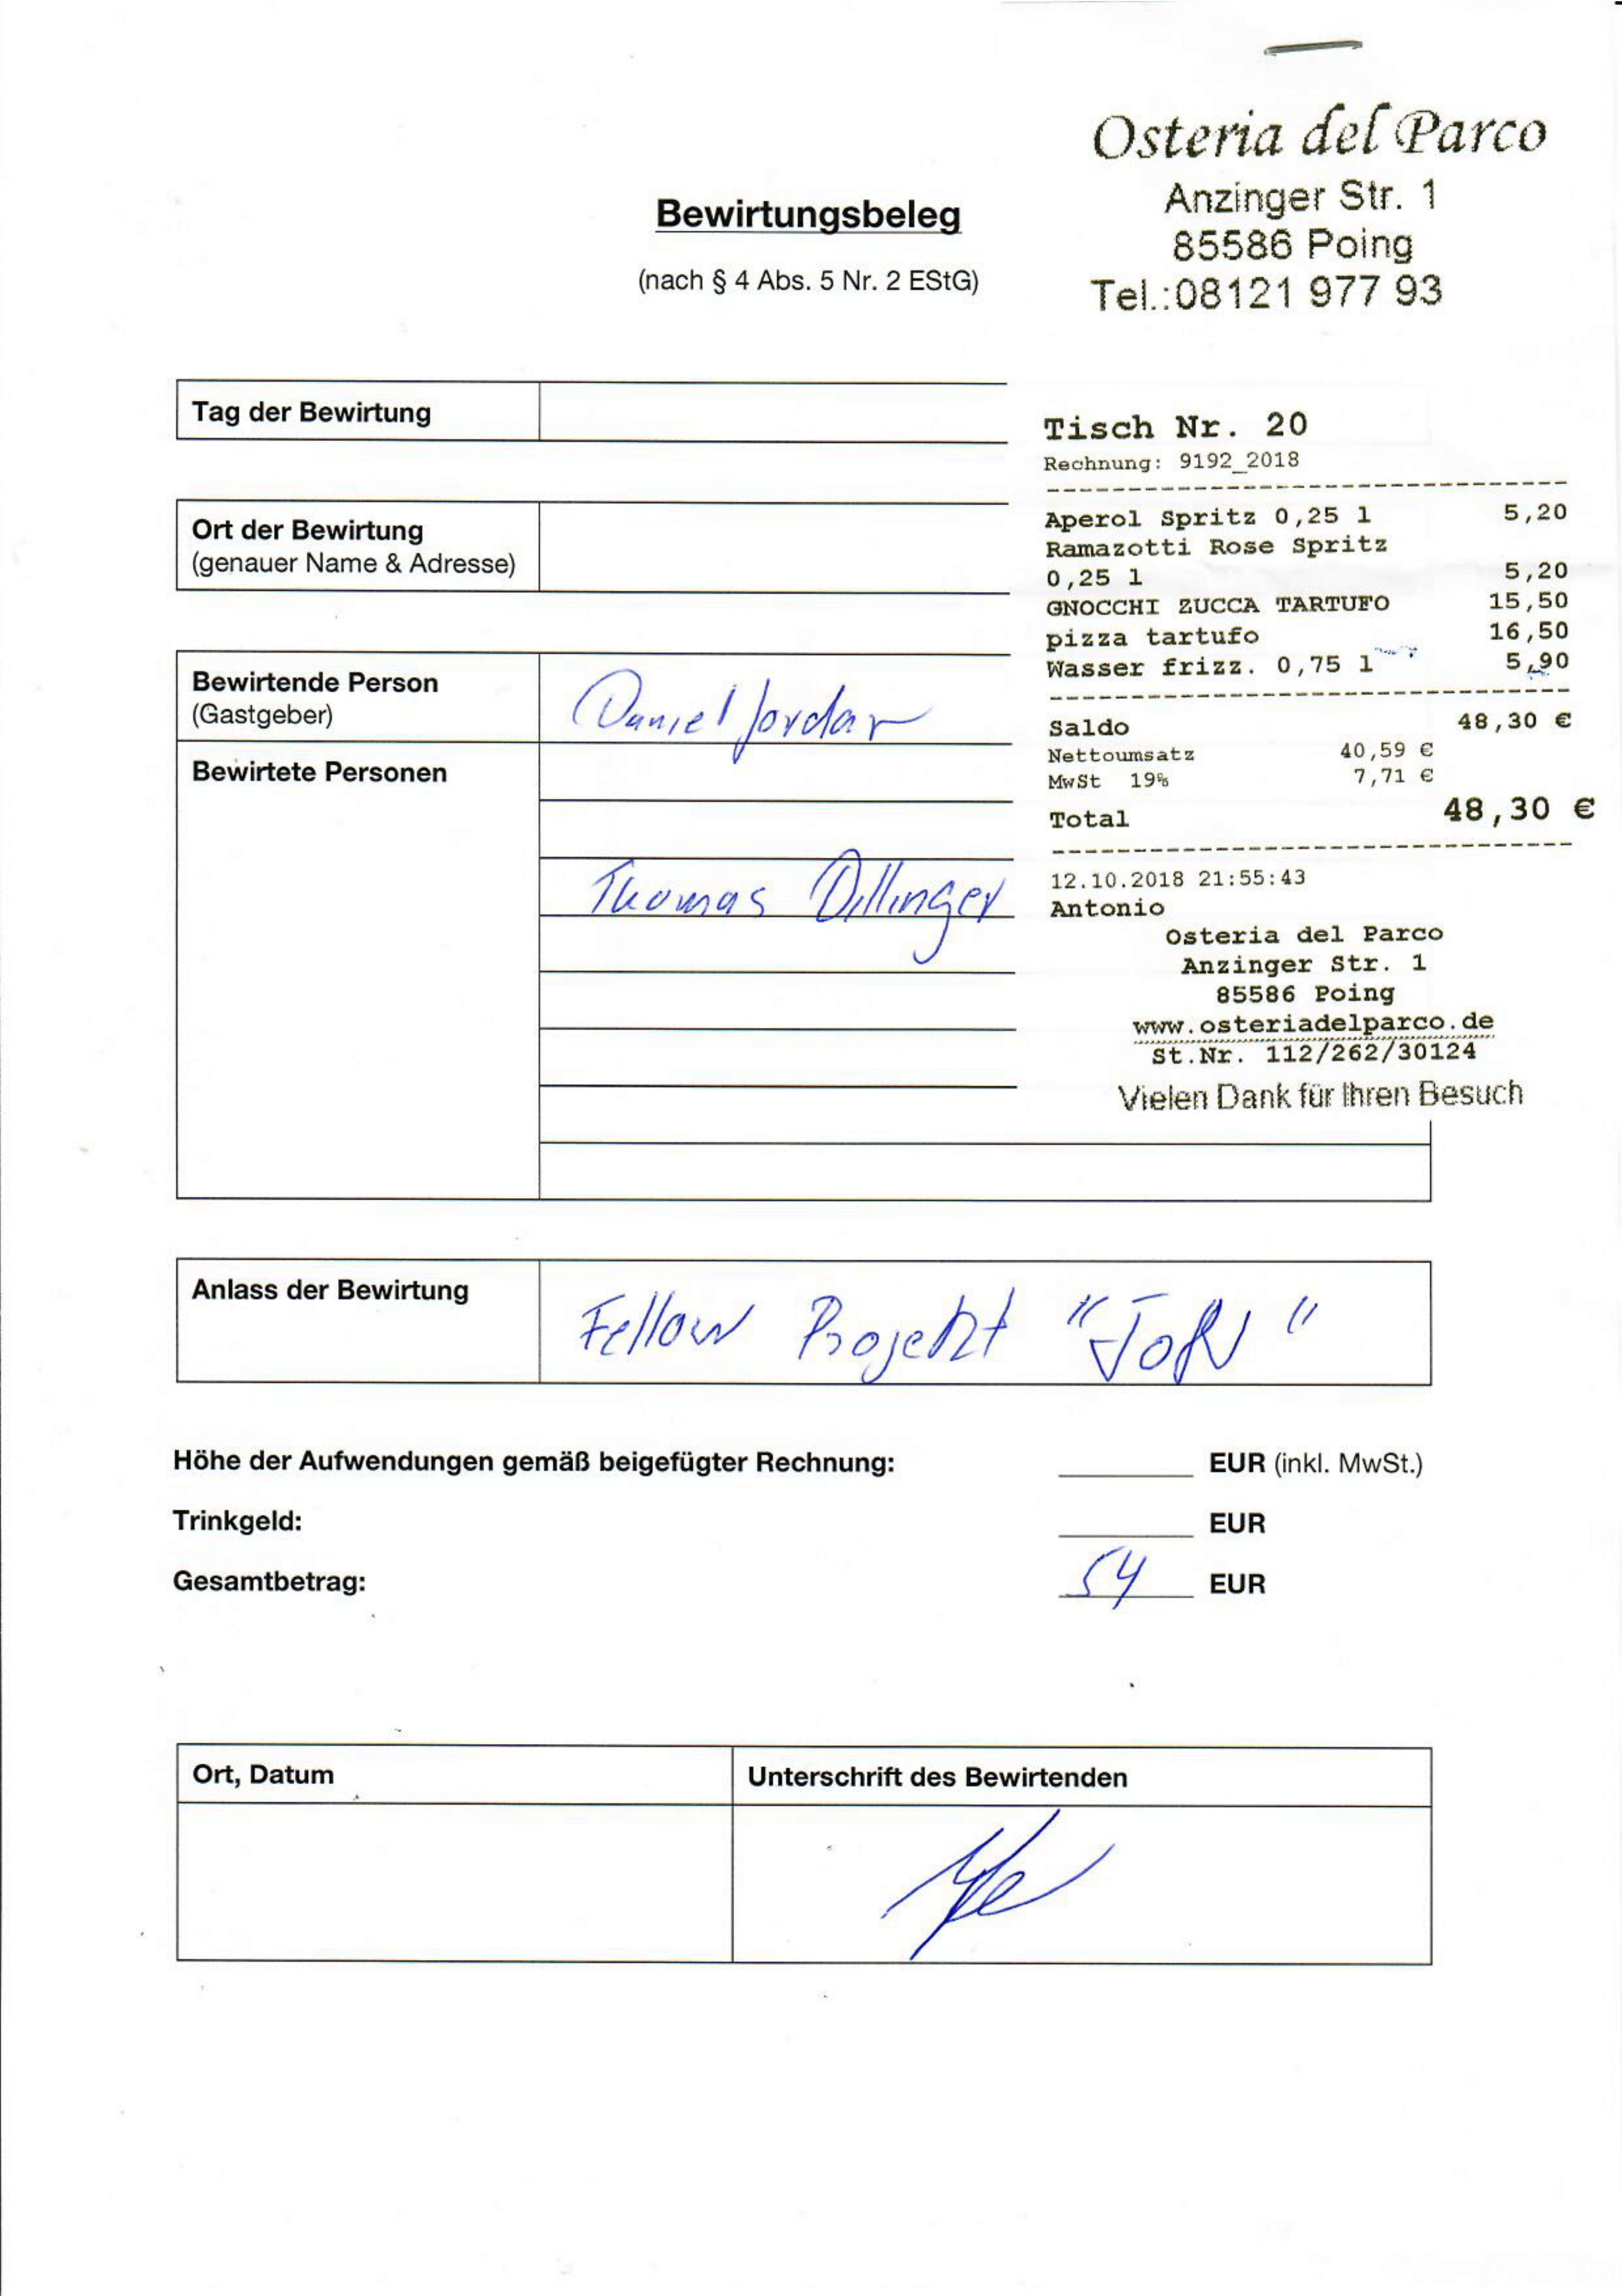 Osteria del Parco
Anzinger Str. 1
85586 Poing
Tel.:08121 977 93
Bewirtungsbeleg
(nach § 4 Abs. 5 Nr. 2 EStG)
Tag der Bewirtung
Ort der Bewirtung
(genauer Name & Adresse)
Bewirtende Person
(Gastgeber)
Daniel Jordan
Bewirtete Personen
Thomas Dillinger
Tisch Nr. 20
Rechnung: 9192_2018
Aperol Spritz 0,25 l 5,20
Ramazotti Rose Spritz
0,25 l 5,20
GNOCCHI ZUCCA TARTUFO 15,50
pizza tartufo 16,50
Wasser frizz. 0,75 l 5,90
Saldo 48,30 €
Nettoumsatz 40,59 €
MwSt 19% 7,71 €
Total 48,30 €
12.10.2018 21:55:43
Antonio
Osteria del Parco
Anzinger Str. 1
85586 Poing
www.osteriadelparco.de
St.Nr. 112/262/30124
Vielen Dank für Ihren Besuch
Anlass der Bewirtung
Fellow Projekt
Höhe der Aufwendungen gemäß beigefügter Rechnung: EUR (inkl. MwSt.)
Trinkgeld: EUR
Gesamtbetrag: 54 EUR
Ort, Datum
Unterschrift des Bewirtenden